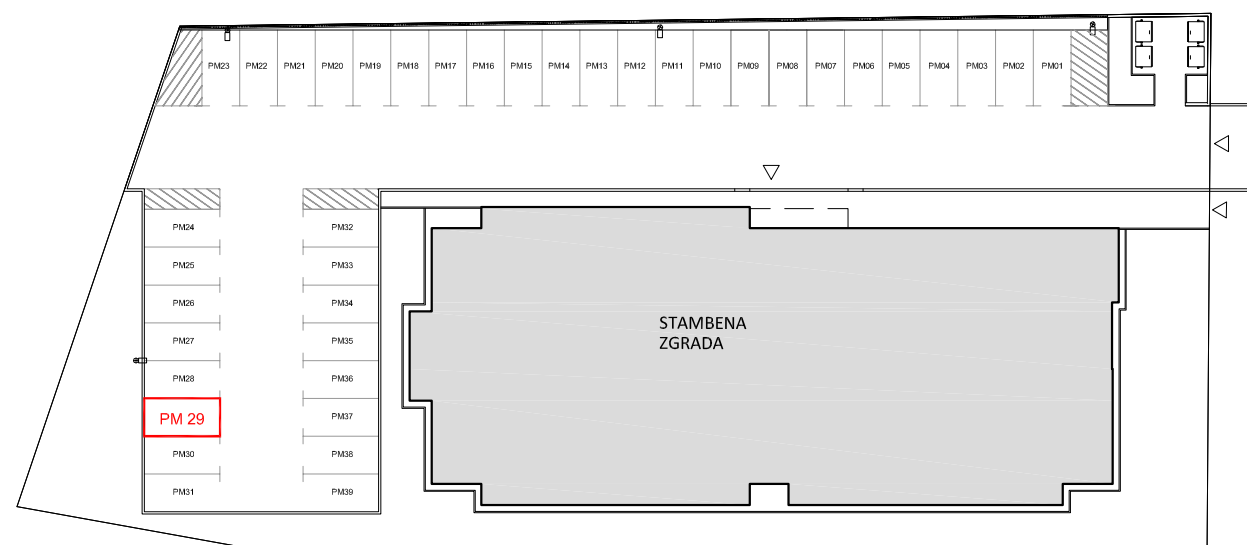 PM23 PM22 PM21 PM20 PM19 PM18 PM17 PM16 PM15 PM14 PM13 PM12 PM11 PM10 PM09 PM08 PM07 PM06 PM05 PM04 PM03 PM02 PM01
PM24 PM32
PM25 PM33
PM26 PM34
PM27 PM35
PM28 PM36
PM 29 PM37
PM30 PM38
PM31 PM39
STAMBENA
ZGRADA